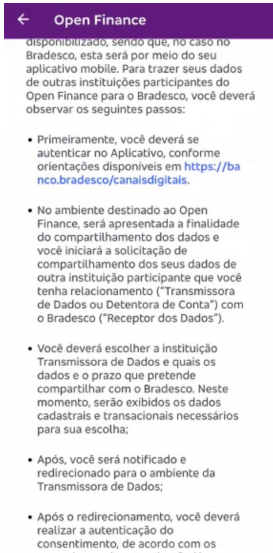 ← Open Finance
disponibilizado, sendo que, no caso no
Bradesco, esta será por meio do seu
aplicativo mobile. Para trazer seus dados
de outras instituições participantes do
Open Finance para o Bradesco, você deverá
observar os seguintes passos:
• Primeiramente, você deverá se
autenticar no Aplicativo, conforme
orientações disponíveis em https://ba
nco.bradesco/canaisdigitais.
• No ambiente destinado ao Open
Finance, será apresentada a finalidade
do compartilhamento dos dados e
você iniciará a solicitação de
compartilhamento dos seus dados de
outra instituição participante que você
tenha relacionamento ("Transmissora
de Dados ou Detentora de Conta") com
o Bradesco ("Receptor dos Dados").
• Você deverá escolher a instituição
Transmissora de Dados e quais os
dados e o prazo que pretende
compartilhar com o Bradesco. Neste
momento, serão exibidos os dados
cadastrais e transacionais necessários
para sua escolha;
• Após, você será notificado e
redirecionado para o ambiente da
Transmissora de Dados;
• Após o redirecionamento, você deverá
realizar a autenticação do
consentimento, de acordo com os